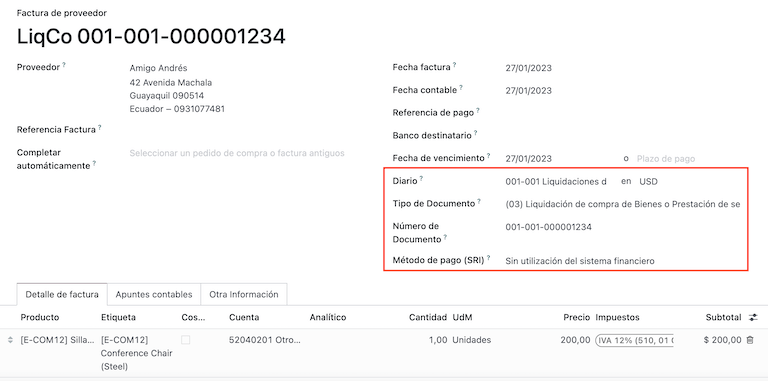 Factura de proveedor
LiqCo 001-001-000001234
Proveedor ?
Amigo Andrés
42 Avenida Machala
Guayaquil 090514
Ecuador – 0931077481
Referencia Factura ?
Completar
automáticamente ?
Seleccionar un pedido de compra o factura antiguos
Fecha factura ? 27/01/2023
Fecha contable ? 27/01/2023
Referencia de pago ?
Banco destinatario ?
Fecha de vencimiento ? 27/01/2023 o Plazo de pago
Diario ? 001-001 Liquidaciones d en USD
Tipo de Documento ? (03) Liquidación de compra de Bienes o Prestación de se
Número de
Documento ?
001-001-000001234
Método de pago (SRI) ? Sin utilización del sistema financiero
Detalle de factura Apuntes contables Otra Información
Producto Etiqueta Cos... Cuenta Analítico Cantidad UdM Precio Impuestos Subtotal
[E-COM12] Silla... [E-COM12] 52040201 Otro... 1,00 Unidades 200,00 IVA 12% (510, 01 $ 200,00
Conference Chair
(Steel)